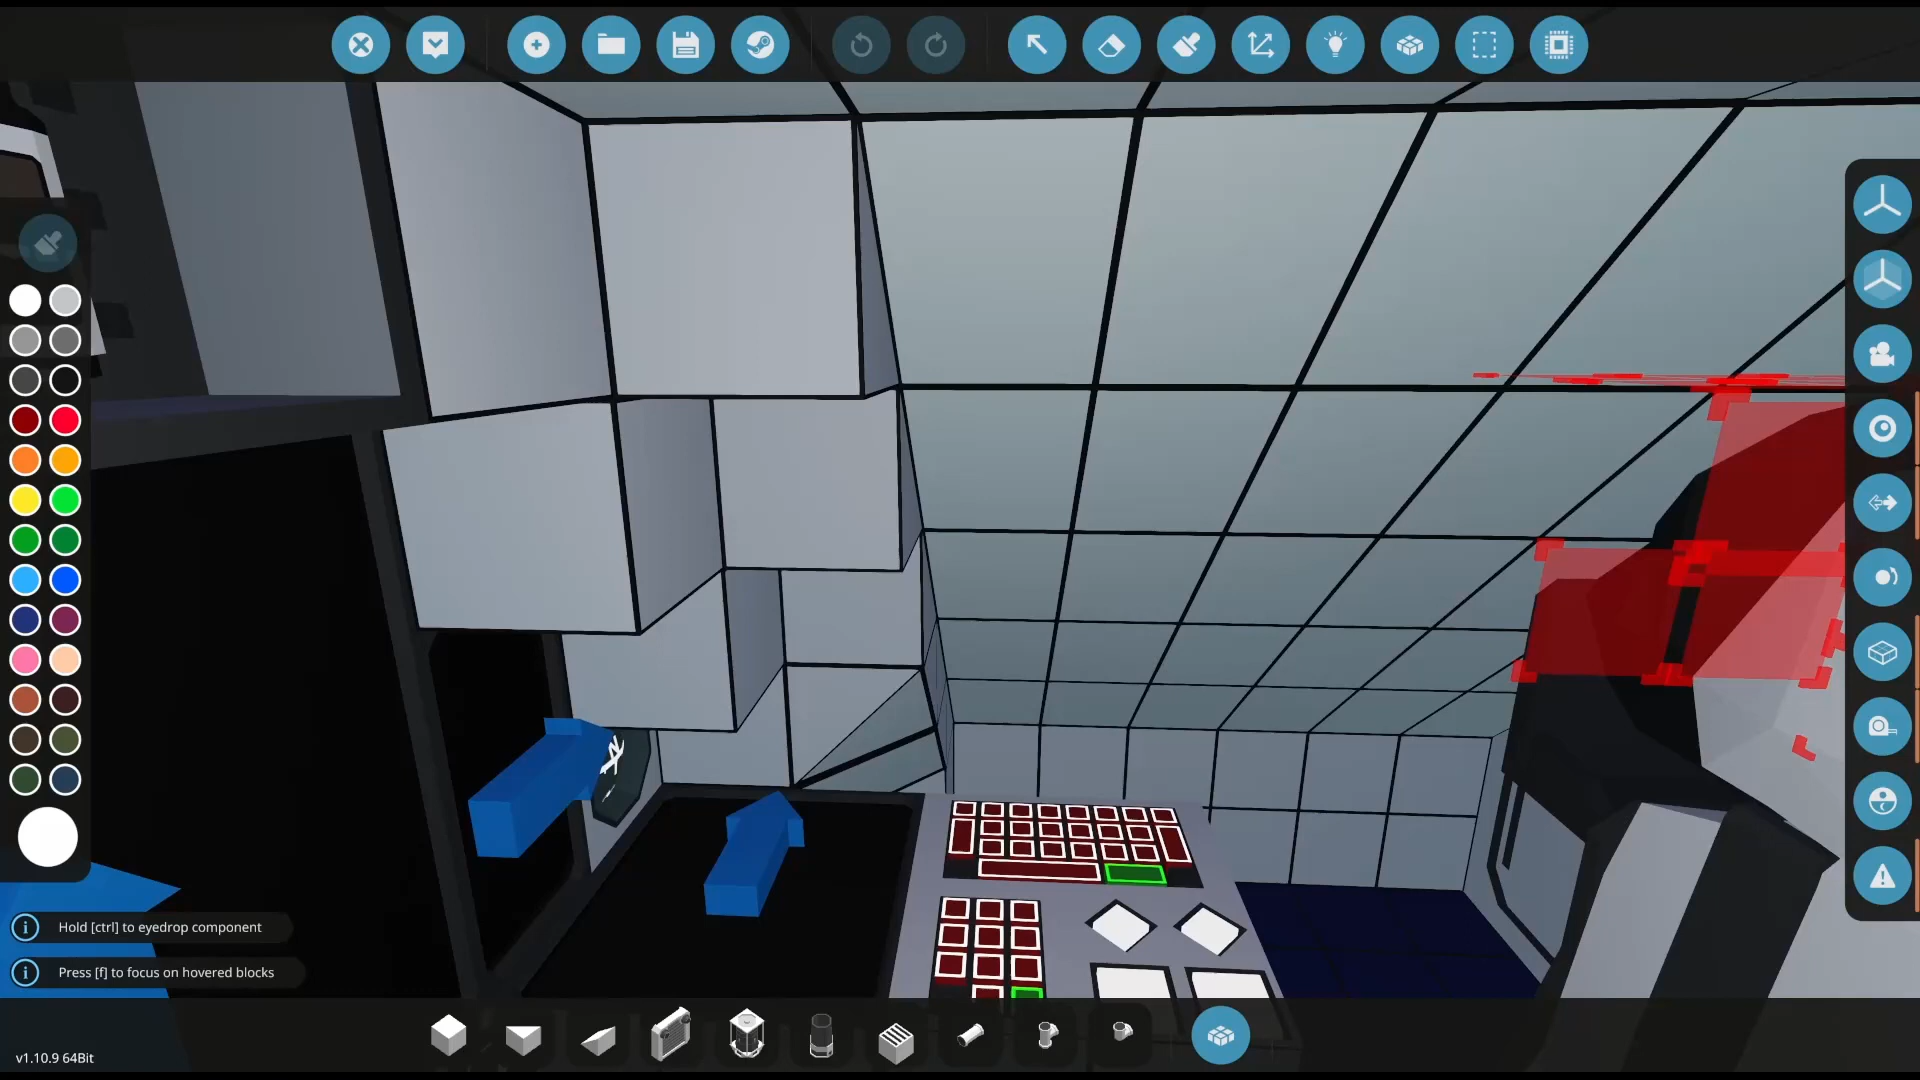 Hold [ctrl] to eyedrop component
Press [f] to focus on hovered blocks
v1.10.9 64Bit